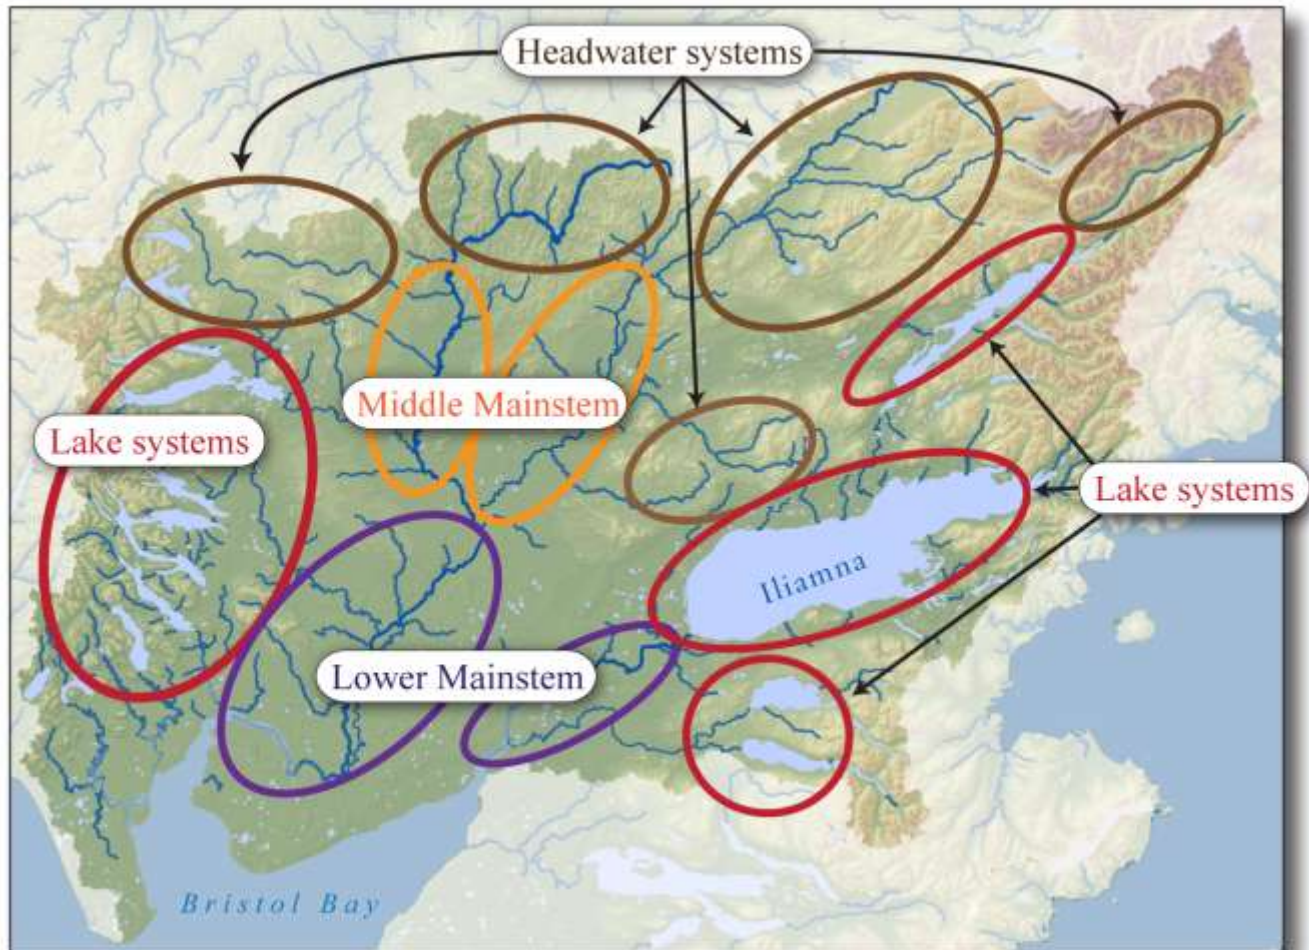 Headwater systems
Middle Mainstem
Lake systems
Lake systems
Iliamna
Lower Mainstem
Bristol Bay